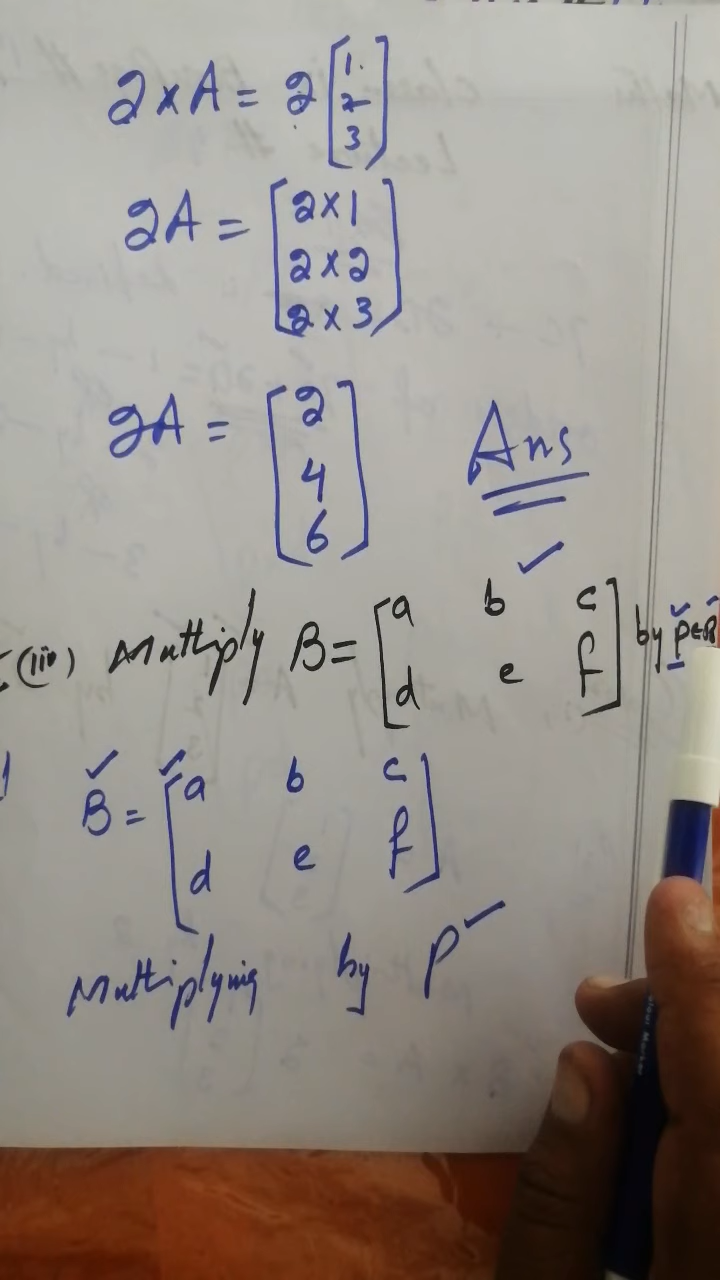 2×A = 2 [1 2 3]
2A = [2×1
2×2
2×3]
2A = [2 4 6] Ans
(iii) Multiply B = [a b c
d e f] by P∈R
B = [a b c
d e f]
Multiplying by P